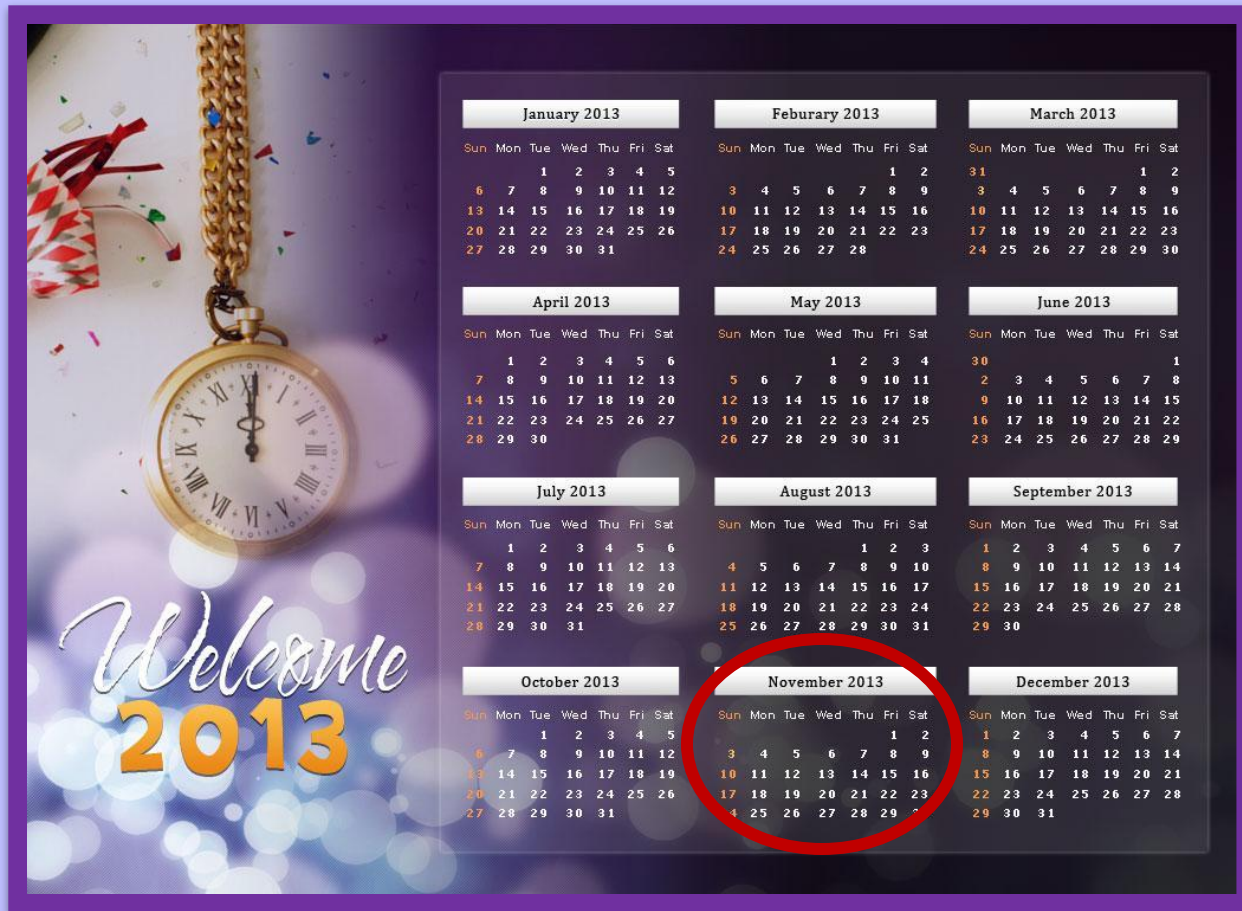 January 2013
Sun Mon Tue Wed Thu Fri Sat
1 2 3 4 5
6 7 8 9 10 11 12
13 14 15 16 17 18 19
20 21 22 23 24 25 26
27 28 29 30 31
Feburary 2013
Sun Mon Tue Wed Thu Fri Sat
1 2
3 4 5 6 7 8 9
10 11 12 13 14 15 16
17 18 19 20 21 22 23
24 25 26 27 28
March 2013
Sun Mon Tue Wed Thu Fri Sat
31 1 2
3 4 5 6 7 8 9
10 11 12 13 14 15 16
17 18 19 20 21 22 23
24 25 26 27 28 29 30
April 2013
Sun Mon Tue Wed Thu Fri Sat
1 2 3 4 5 6
7 8 9 10 11 12 13
14 15 16 17 18 19 20
21 22 23 24 25 26 27
28 29 30
May 2013
Sun Mon Tue Wed Thu Fri Sat
1 2 3 4
5 6 7 8 9 10 11
12 13 14 15 16 17 18
19 20 21 22 23 24 25
26 27 28 29 30 31
June 2013
Sun Mon Tue Wed Thu Fri Sat
30 1
2 3 4 5 6 7 8
9 10 11 12 13 14 15
16 17 18 19 20 21 22
23 24 25 26 27 28 29
July 2013
Sun Mon Tue Wed Thu Fri Sat
1 2 3 4 5 6
7 8 9 10 11 12 13
14 15 16 17 18 19 20
21 22 23 24 25 26 27
28 29 30 31
August 2013
Sun Mon Tue Wed Thu Fri Sat
1 2 3
4 5 6 7 8 9 10
11 12 13 14 15 16 17
18 19 20 21 22 23 24
25 26 27 28 29 30 31
September 2013
Sun Mon Tue Wed Thu Fri Sat
1 2 3 4 5 6 7
8 9 10 11 12 13 14
15 16 17 18 19 20 21
22 23 24 25 26 27 28
29 30
Welcome
2013
October 2013
Sun Mon Tue Wed Thu Fri Sat
1 2 3 4 5
6 7 8 9 10 11 12
13 14 15 16 17 18 19
20 21 22 23 24 25 26
27 28 29 30 31
November 2013
Sun Mon Tue Wed Thu Fri Sat
1 2
3 4 5 6 7 8 9
10 11 12 13 14 15 16
17 18 19 20 21 22 23
4 25 26 27 28 29
December 2013
Sun Mon Tue Wed Thu Fri Sat
1 2 3 4 5 6 7
8 9 10 11 12 13 14
15 16 17 18 19 20 21
22 23 24 25 26 27 28
29 30 31